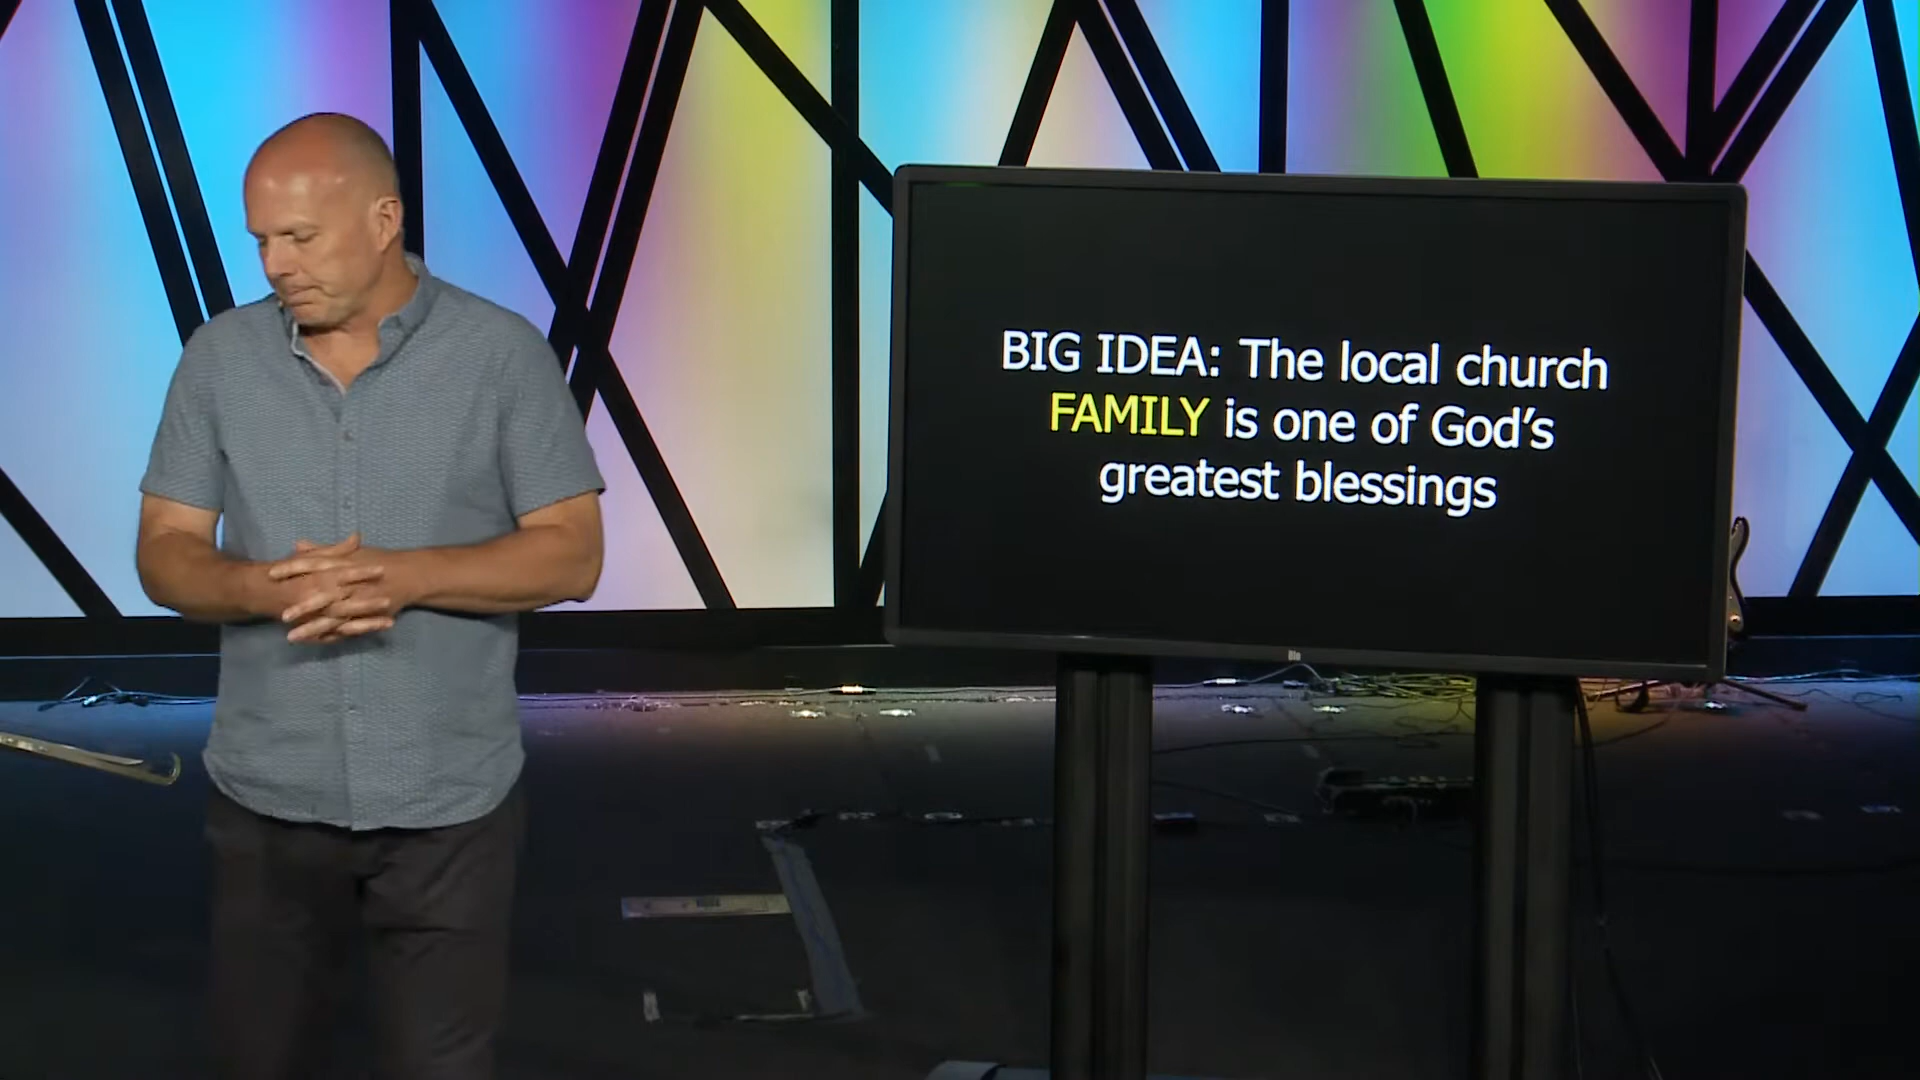 BIG IDEA: The local church
FAMILY is one of God's
greatest blessings